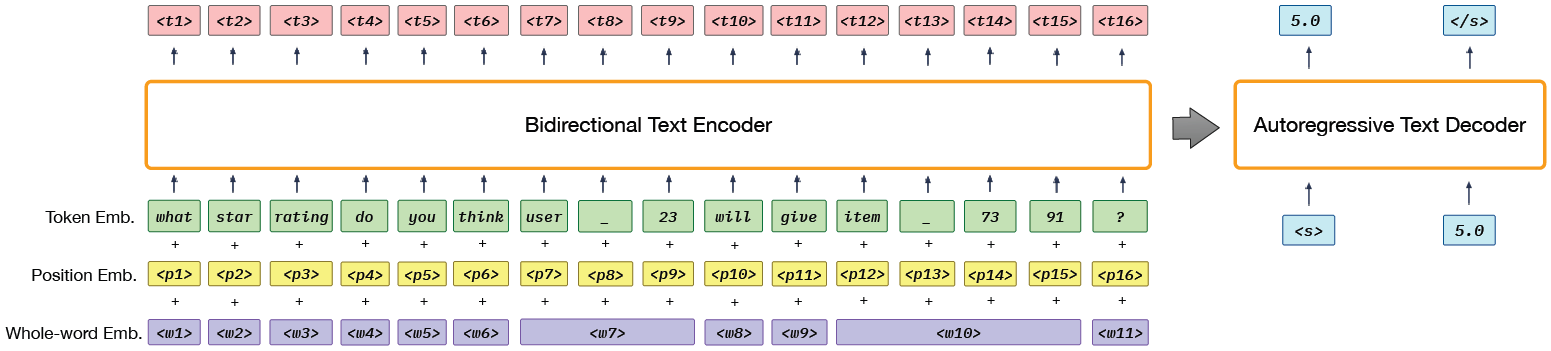 <t1> <t2> <t3> <t4> <t5> <t6> <t7> <t8> <t9> <t10> <t11> <t12> <t13> <t14> <t15> <t16> 5.0 </s>
Bidirectional Text Encoder Autoregressive Text Decoder
Token Emb. what star rating do you think user _ 23 will give item _ 73 91 ? <s> 5.0
+ + + + + + + + + + + + + + + +
Position Emb. <p1> <p2> <p3> <p4> <p5> <p6> <p7> <p8> <p9> <p10> <p11> <p12> <p13> <p14> <p15> <p16>
+ + + + + + + + + + + + + + + +
Whole-word Emb. <w1> <w2> <w3> <w4> <w5> <w6> <w7> <w8> <w9> <w10> <w11>